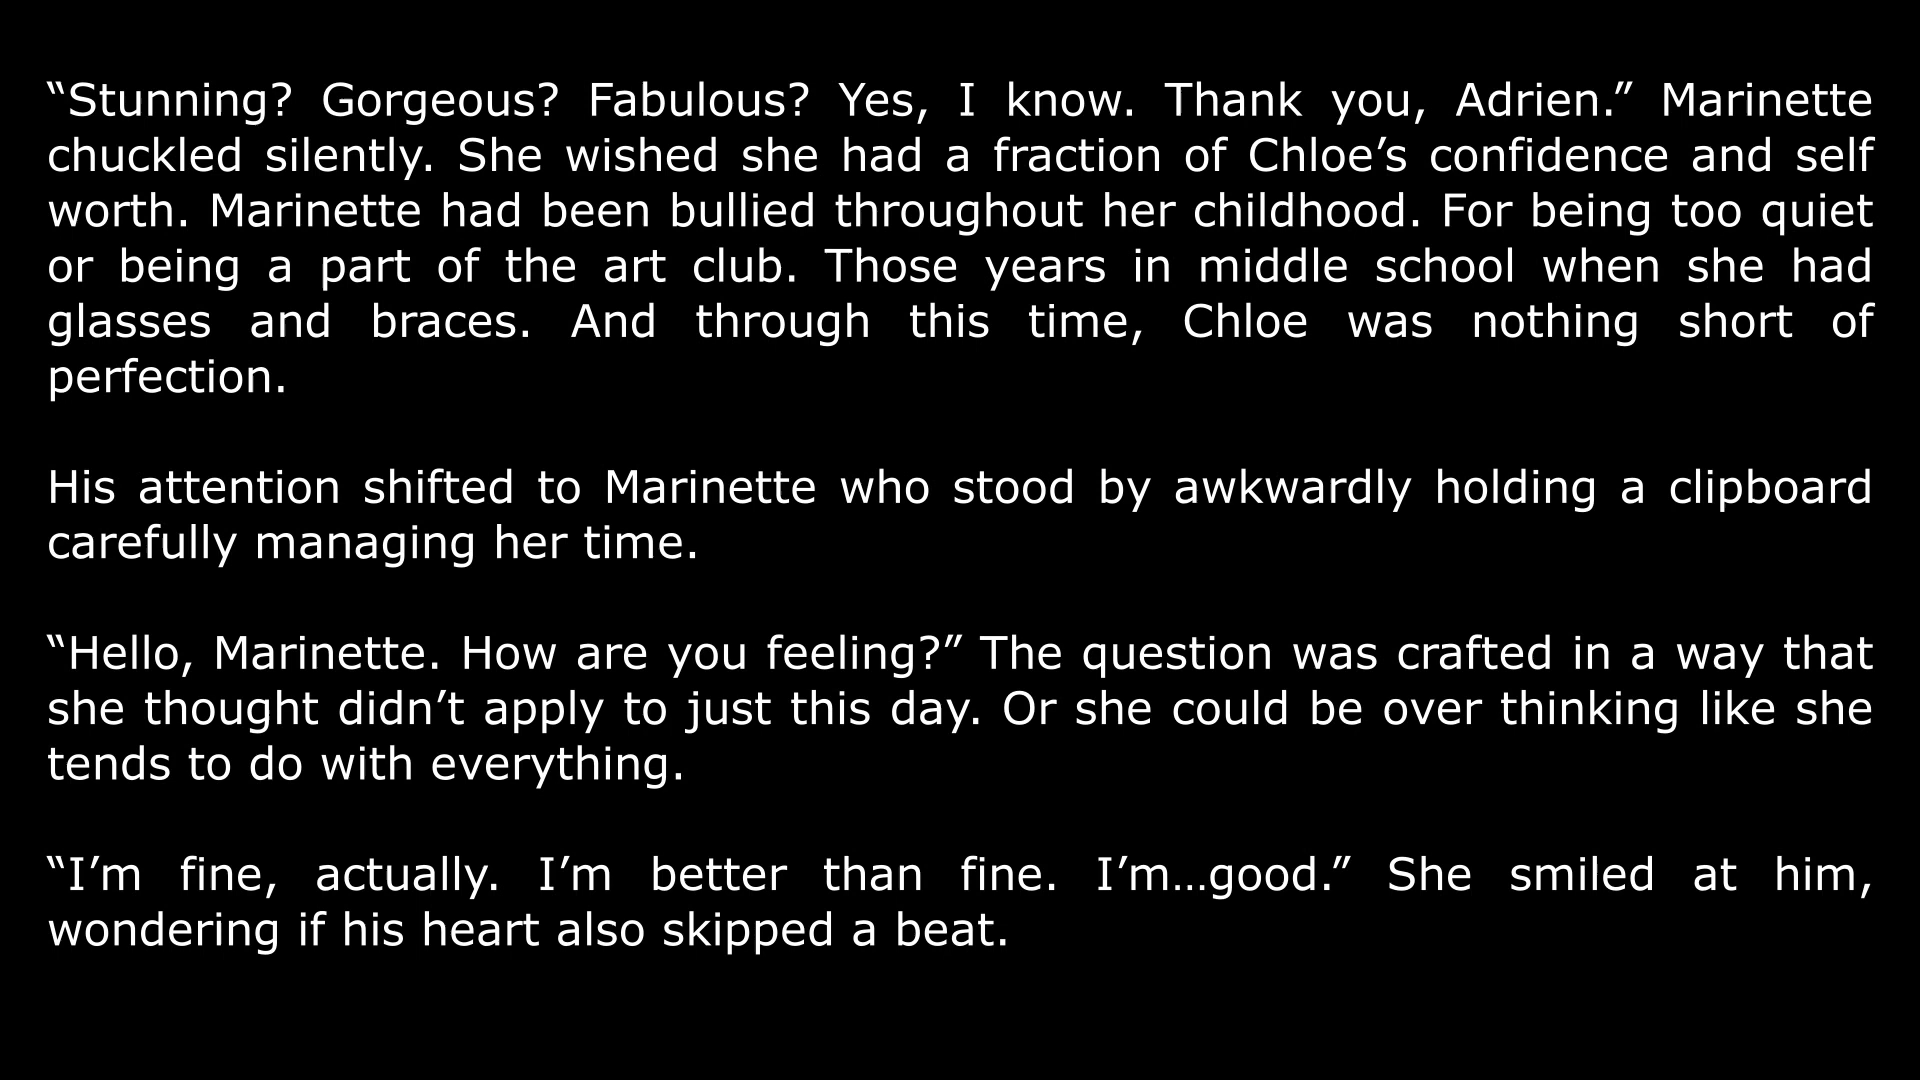 “Stunning? Gorgeous? Fabulous? Yes, I know. Thank you, Adrien.” Marinette
chuckled silently. She wished she had a fraction of Chloe’s confidence and self
worth. Marinette had been bullied throughout her childhood. For being too quiet
or being a part of the art club. Those years in middle school when she had
glasses and braces. And through this time, Chloe was nothing short of
perfection.
His attention shifted to Marinette who stood by awkwardly holding a clipboard
carefully managing her time.
“Hello, Marinette. How are you feeling?” The question was crafted in a way that
she thought didn’t apply to just this day. Or she could be over thinking like she
tends to do with everything.
“I’m fine, actually. I’m better than fine. I’m…good.” She smiled at him,
wondering if his heart also skipped a beat.